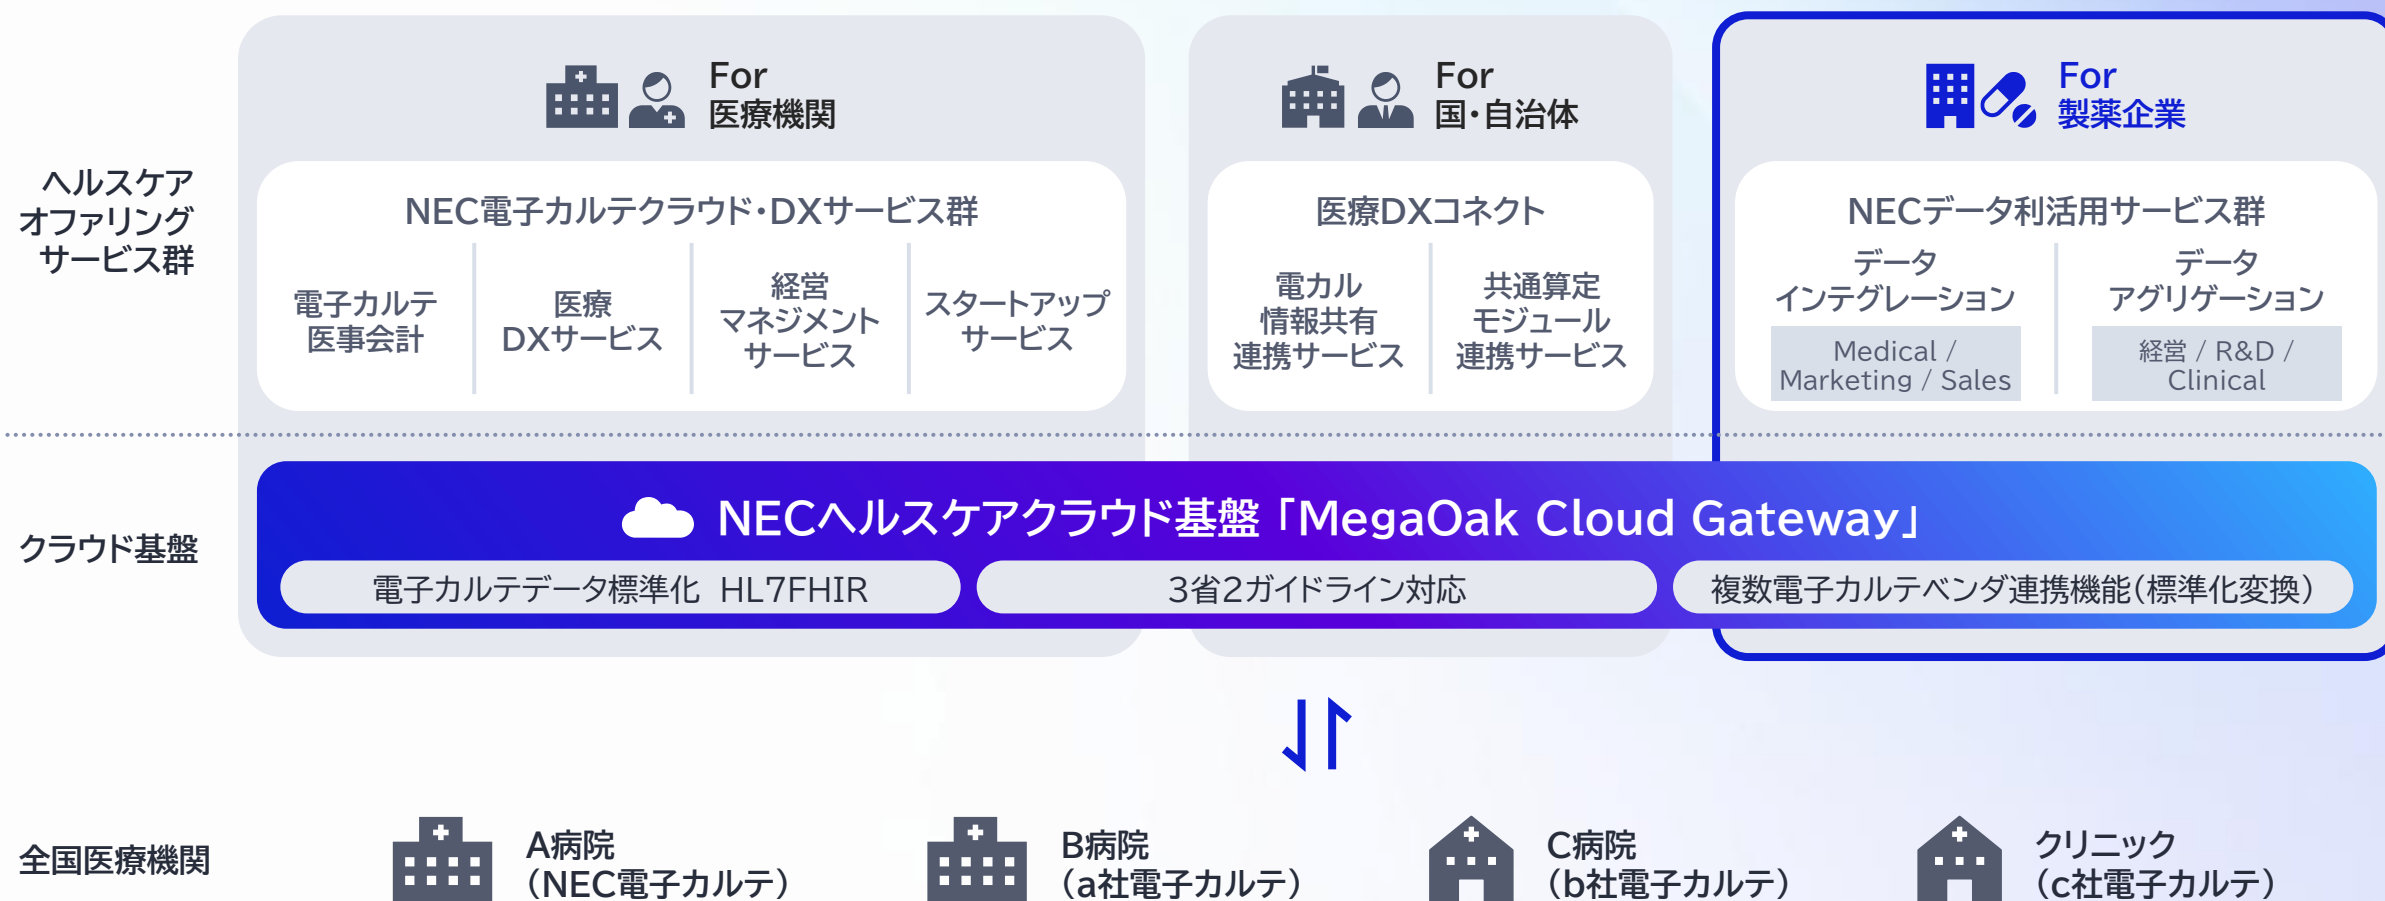 For
医療機関
For
国・自治体
For
製薬企業
ヘルスケア
オファリング
サービス群
NEC電子カルテクラウド・DXサービス群
電子カルテ
医事会計
医療
DXサービス
経営
マネジメント
サービス
スタートアップ
サービス
医療DXコネクト
電カル
情報共有
連携サービス
共通算定
モジュール
連携サービス
NECデータ利活用サービス群
データ
インテグレーション
Medical /
Marketing / Sales
データ
アグリゲーション
経営 / R&D /
Clinical
クラウド基盤
NECヘルスケアクラウド基盤「MegaOak Cloud Gateway」
電子カルテデータ標準化 HL7FHIR
3省2ガイドライン対応
複数電子カルテベンダ連携機能（標準化変換）
全国医療機関
A病院
（NEC電子カルテ）
B病院
（a社電子カルテ）
C病院
（b社電子カルテ）
クリニック
（c社電子カルテ）